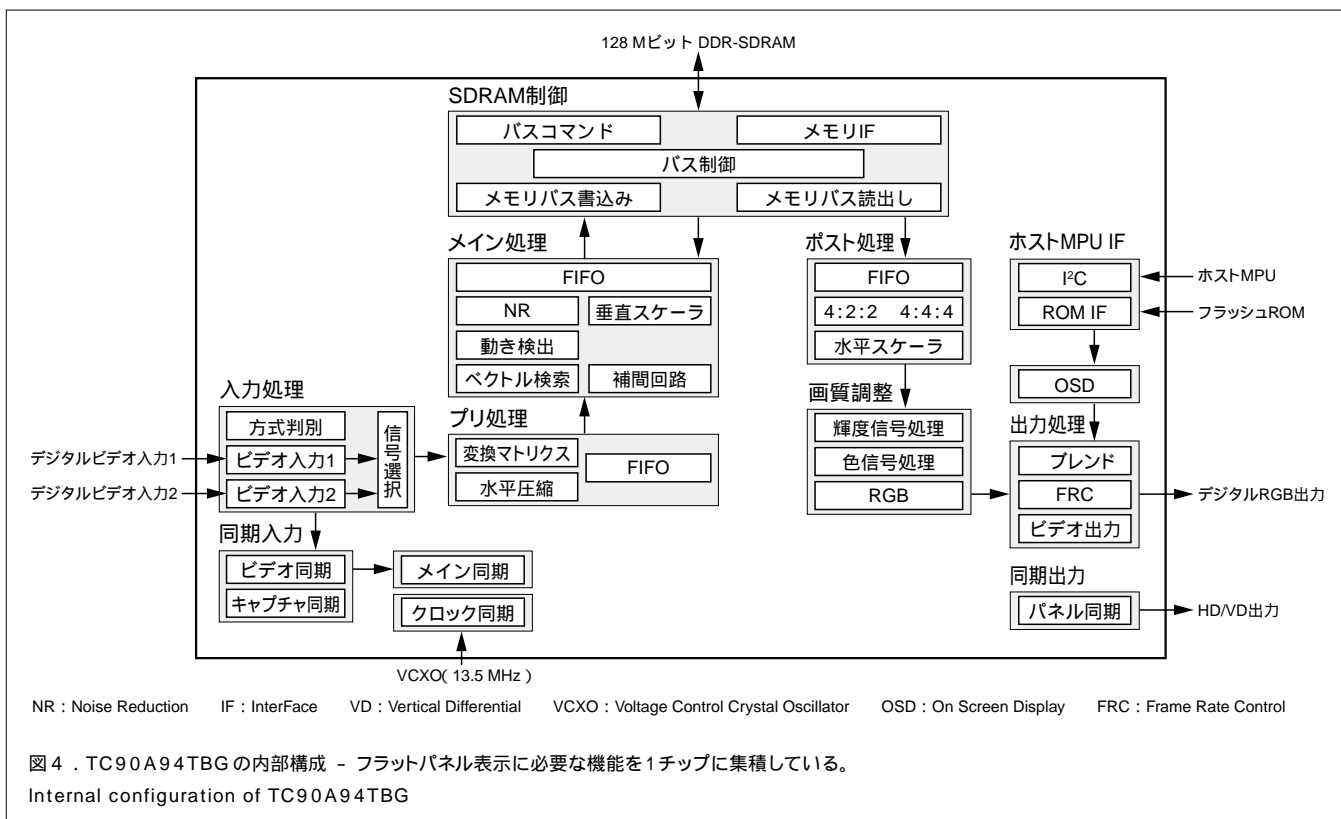 128 Mビット DDR-SDRAM
SDRAM制御
バスコマンド
メモリIF
バス制御
メモリバス書込み
メモリバス読出し
メイン処理
FIFO
NR
垂直スケーラ
動き検出
ベクトル検索
補間回路
ポスト処理
FIFO
4:2:2 4:4:4
水平スケーラ
ホストMPU IF
I²C
ROM IF
ホストMPU
フラッシュROM
OSD
入力処理
方式判別
ビデオ入力1
ビデオ入力2
信号選択
デジタルビデオ入力1
デジタルビデオ入力2
プリ処理
変換マトリクス
水平圧縮
FIFO
画質調整
輝度信号処理
色信号処理
RGB
出力処理
ブレンド
FRC
ビデオ出力
デジタルRGB出力
同期入力
ビデオ同期
キャプチャ同期
メイン同期
クロック同期
VCXO(13.5 MHz)
同期出力
パネル同期
HD/VD出力
NR:Noise Reduction IF:InterFace VD:Vertical Differential VCXO:Voltage Control Crystal Oscillator OSD:On Screen Display FRC:Frame Rate Control
図4.TC90A94TBGの内部構成 - フラットパネル表示に必要な機能を1チップに集積している。
Internal configuration of TC90A94TBG